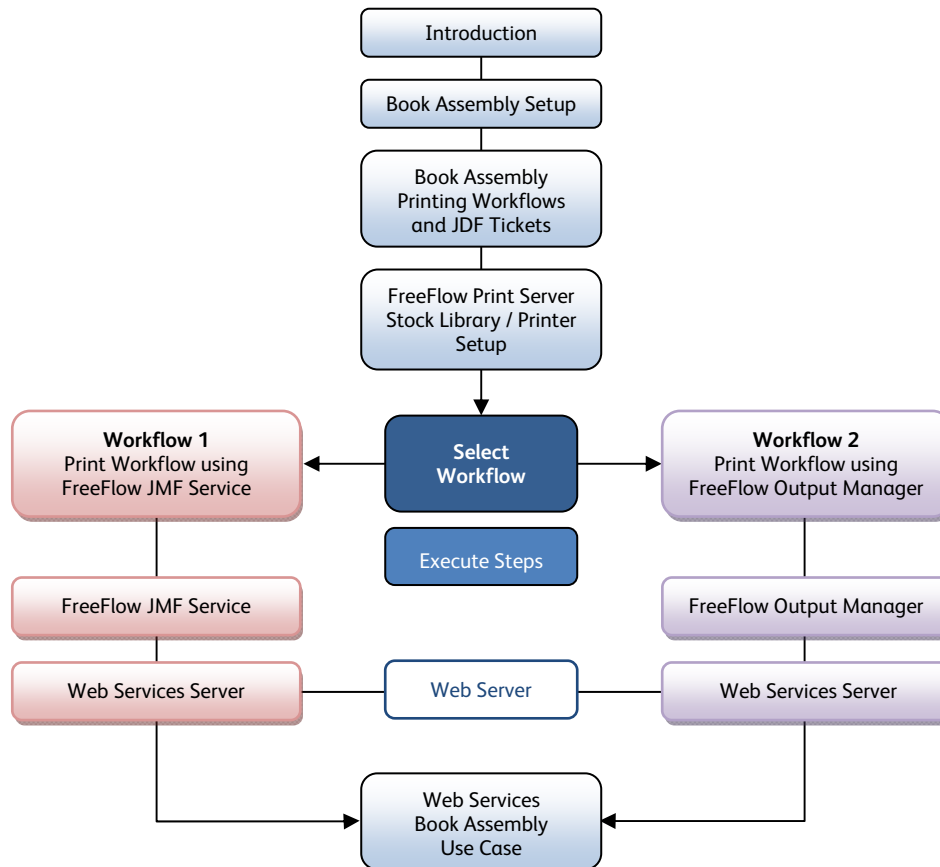 Introduction
Book Assembly Setup
Book Assembly
Printing Workflows
and JDF Tickets
FreeFlow Print Server
Stock Library / Printer
Setup
Workflow 1
Print Workflow using
FreeFlow JMF Service
Select
Workflow
Workflow 2
Print Workflow using
FreeFlow Output Manager
Execute Steps
FreeFlow JMF Service
FreeFlow Output Manager
Web Services Server
Web Server
Web Services Server
Web Services
Book Assembly
Use Case